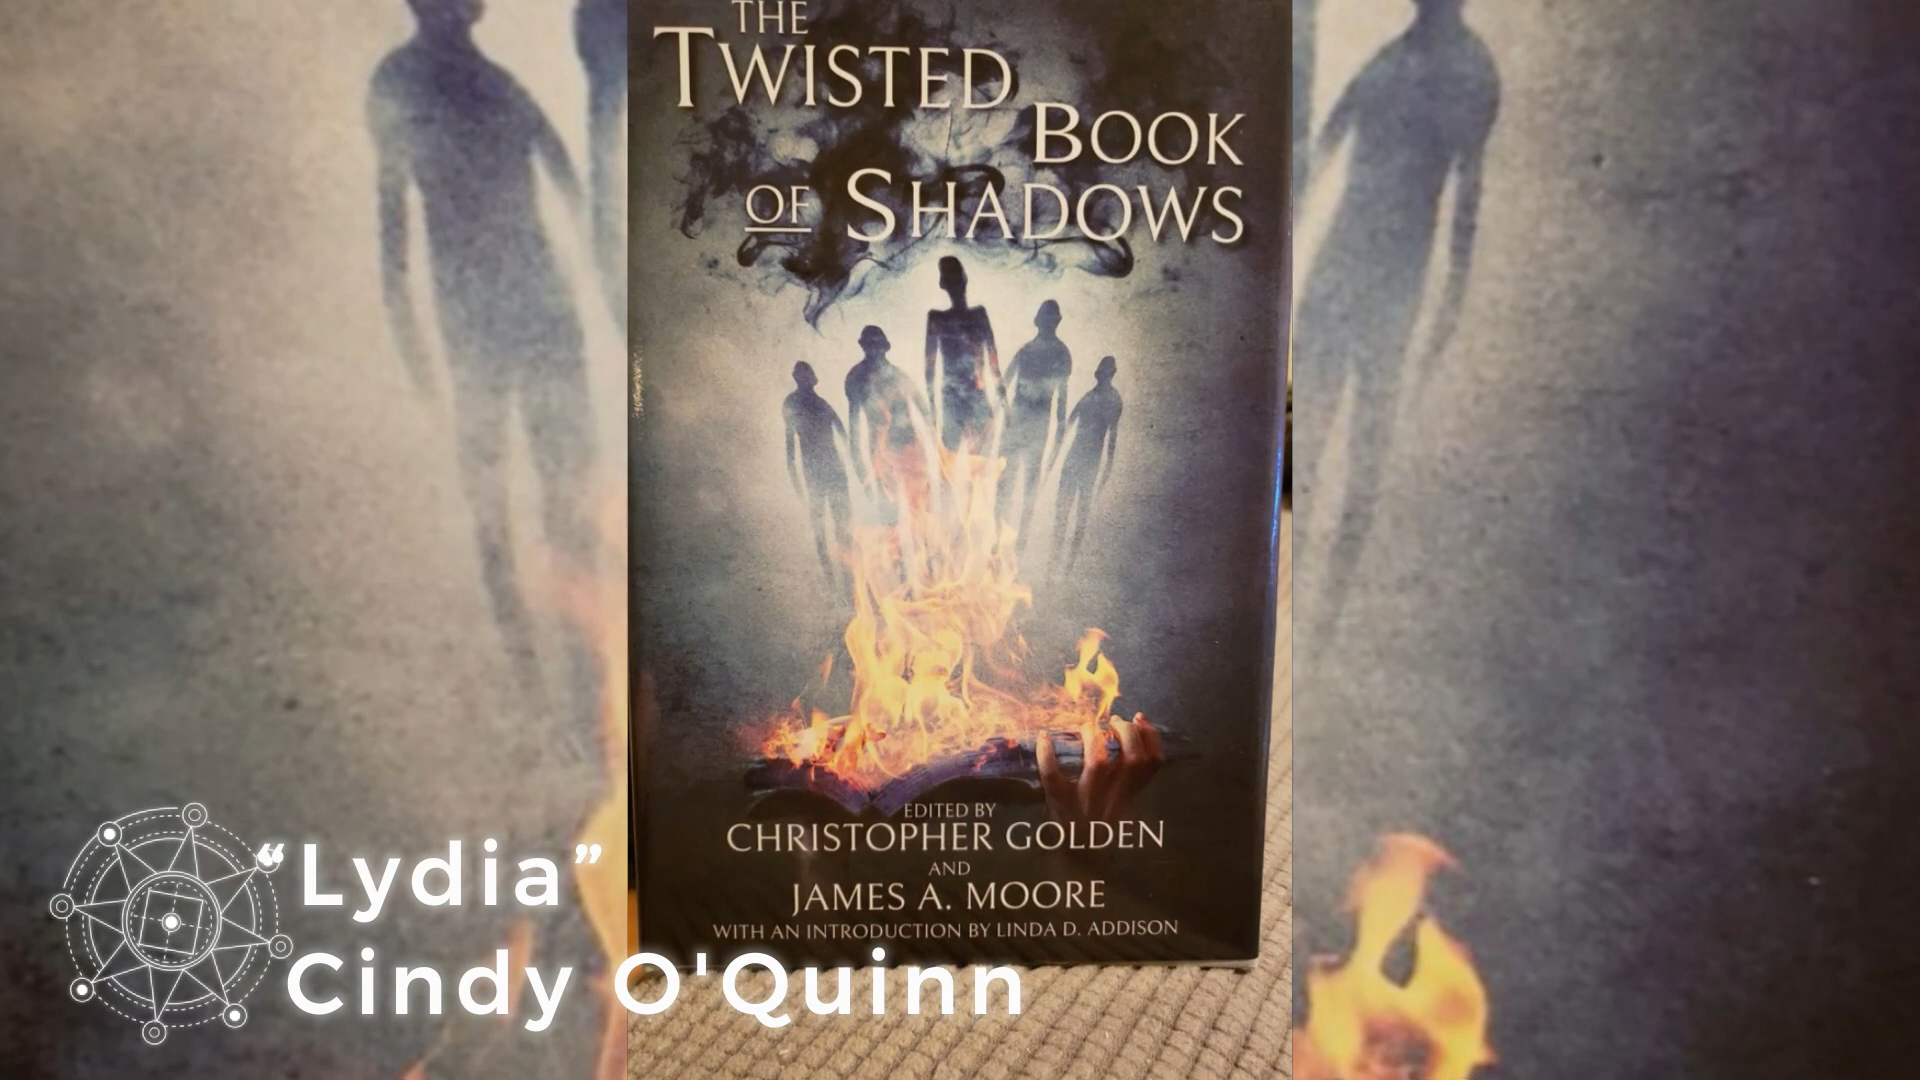 THE
TWISTED
BOOK
OF SHADOWS
EDITED BY
CHRISTOPHER GOLDEN
AND
JAMES A. MOORE
WITH AN INTRODUCTION BY LINDA D. ADDISON
“Lydia”
Cindy O'Quinn